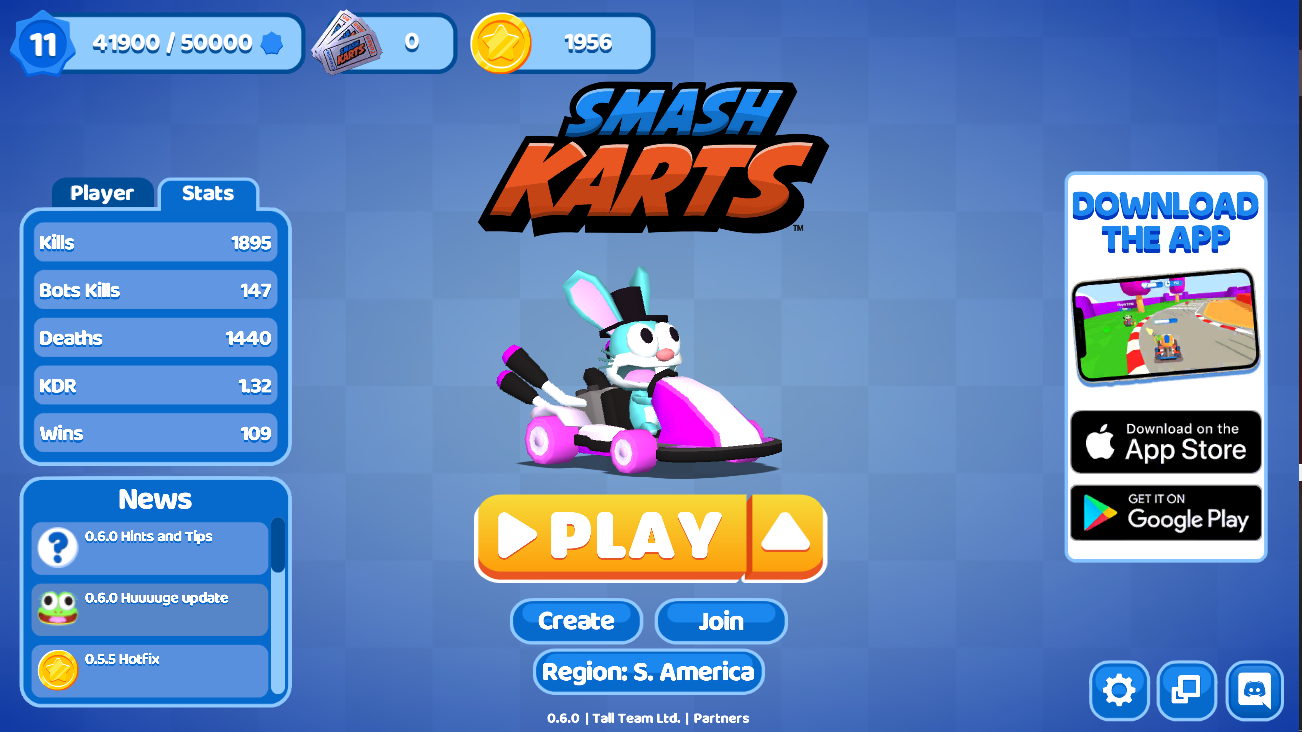 11
41900 / 50000
SMASH
KARTS
0
1956
SMASH
KARTS
TM
Player
Stats
Kills 1895
Bots Kills 147
Deaths 1440
KDR 1.32
Wins 109
News
0.6.0 Hints and Tips
0.6.0 Huuuuge update
0.5.5 Hotfix
PLAY
Create
Join
Region: S. America
0.6.0 | Tall Team Ltd. | Partners
DOWNLOAD
THE APP
Download on the
App Store
GET IT ON
Google Play